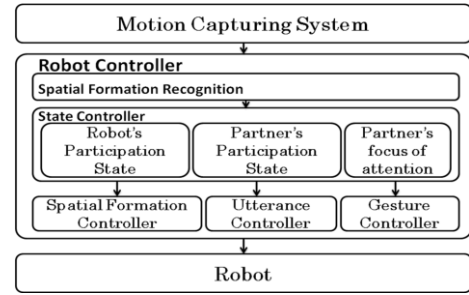 Motion Capturing System
Robot Controller
Spatial Formation Recognition
State Controller
Robot's
Participation
State
Partner's
Participation
State
Partner's
focus of
attention
Spatial Formation
Controller
Utterance
Controller
Gesture
Controller
Robot